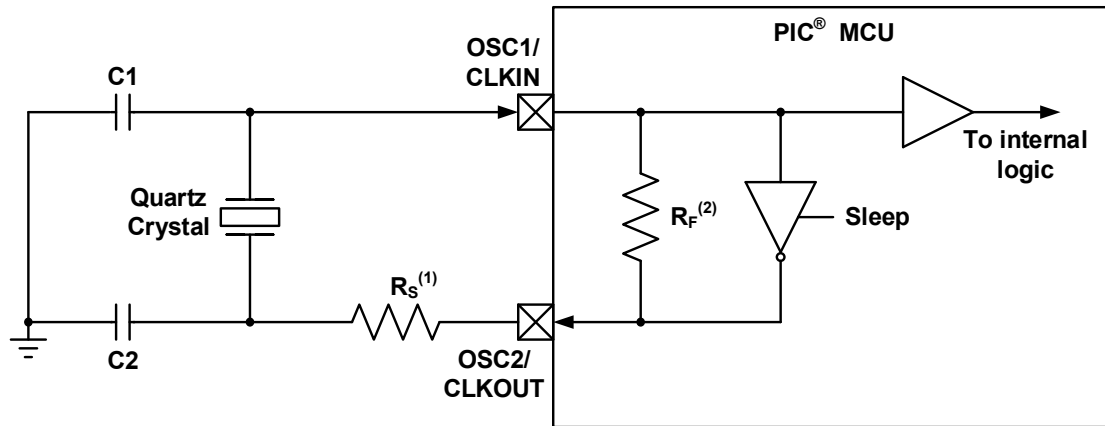 PIC® MCU
OSC1/
CLKIN
C1
To internal
logic
Quartz
Crystal
RF(2)
Sleep
RS(1)
C2
OSC2/
CLKOUT